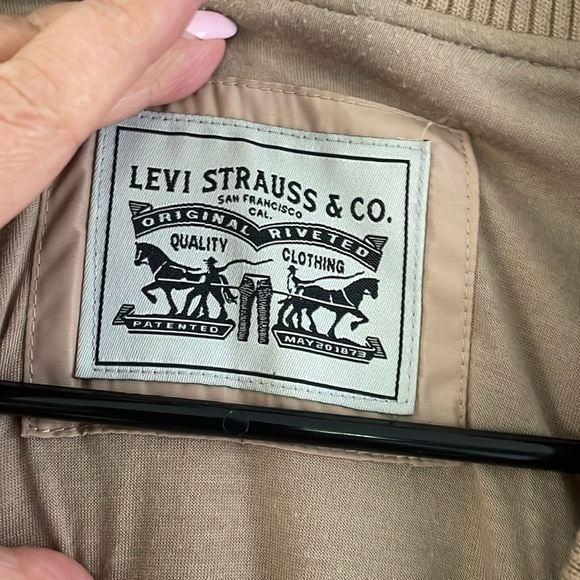 LEVI STRAUSS & CO.
SAN FRANCISCO
CAL.
ORIGINAL RIVETED
QUALITY CLOTHING
PATENTED MAY 20 1873